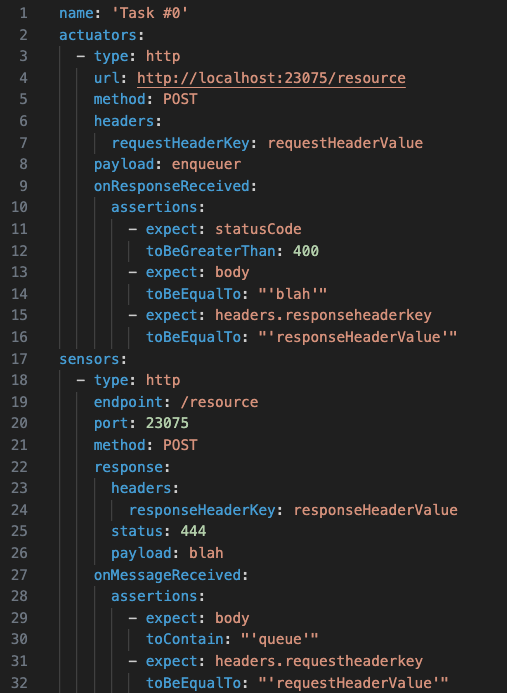 1 name: 'Task #0'
2 actuators:
3   - type: http
4     url: http://localhost:23075/resource
5     method: POST
6     headers:
7       requestHeaderKey: requestHeaderValue
8     payload: enqueuer
9     onResponseReceived:
10       assertions:
11         - expect: statusCode
12           toBeGreaterThan: 400
13         - expect: body
14           toBeEqualTo: "'blah'"
15         - expect: headers.responseheaderkey
16           toBeEqualTo: "'responseHeaderValue'"
17 sensors:
18   - type: http
19     endpoint: /resource
20     port: 23075
21     method: POST
22     response:
23       headers:
24         responseHeaderKey: responseHeaderValue
25       status: 444
26       payload: blah
27     onMessageReceived:
28       assertions:
29         - expect: body
30           toContain: "'queue'"
31         - expect: headers.requestheaderkey
32           toBeEqualTo: "'requestHeaderValue'"